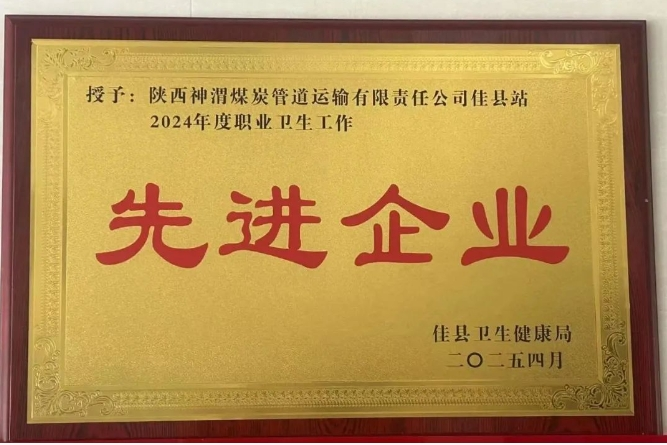 授予：陕西神渭煤炭管道运输有限责任公司佳县站
2024年度职业卫生工作
先进企业
佳县卫生健康局
二〇二五四月